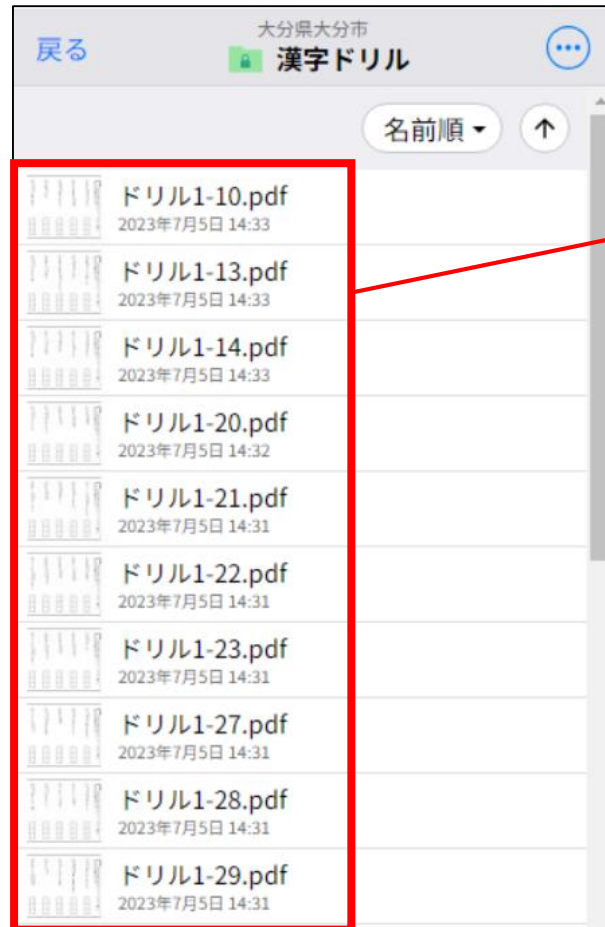 大分県大分市
戻る
漢字ドリル
名前順
ドリル1-10.pdf
2023年7月5日 14:33
ドリル1-13.pdf
2023年7月5日 14:33
ドリル1-14.pdf
2023年7月5日 14:33
ドリル1-20.pdf
2023年7月5日 14:32
ドリル1-21.pdf
2023年7月5日 14:31
ドリル1-22.pdf
2023年7月5日 14:31
ドリル1-23.pdf
2023年7月5日 14:31
ドリル1-27.pdf
2023年7月5日 14:31
ドリル1-28.pdf
2023年7月5日 14:31
ドリル1-29.pdf
2023年7月5日 14:31